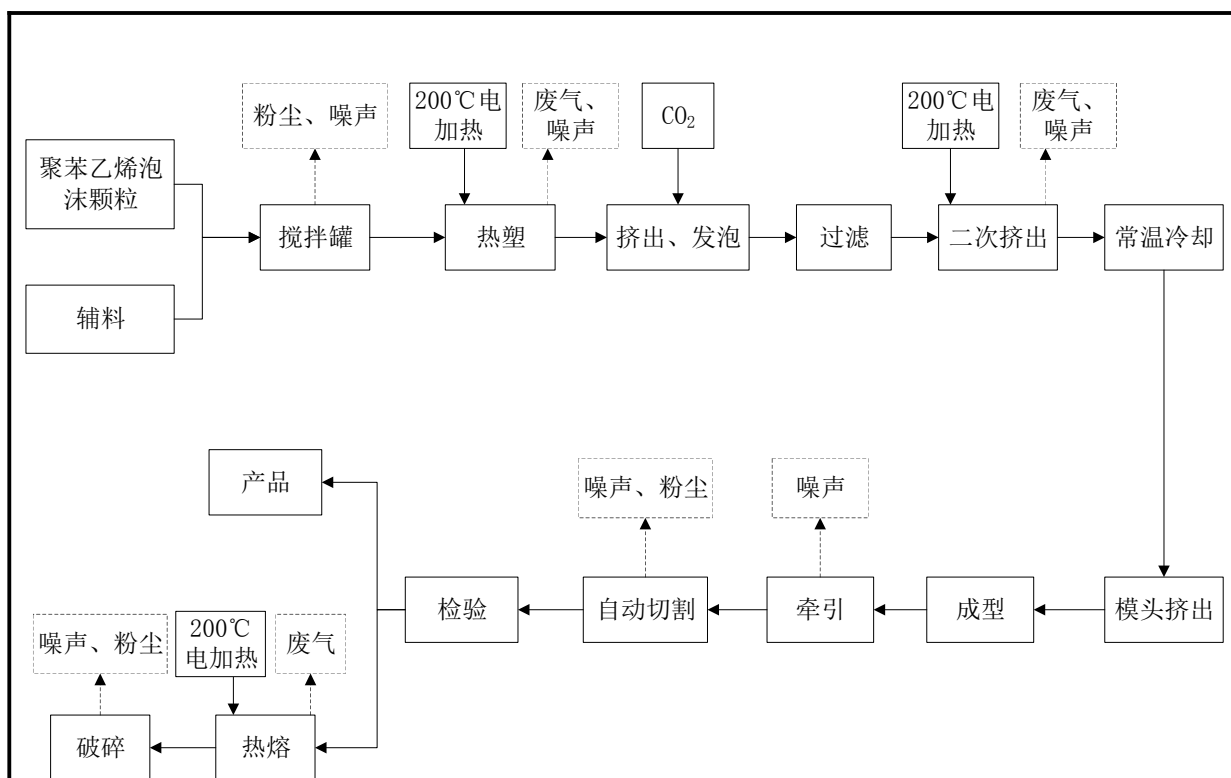 粉尘、噪声
200℃电
加热
废气、
噪声
CO₂
200℃电
加热
废气、
噪声
聚苯乙烯泡
沫颗粒
搅拌罐
热塑
挤出、发泡
过滤
二次挤出
常温冷却
辅料
产品
噪声、粉尘
噪声
检验
自动切割
牵引
成型
模头挤出
噪声、粉尘
200℃
电加热
废气
破碎
热熔